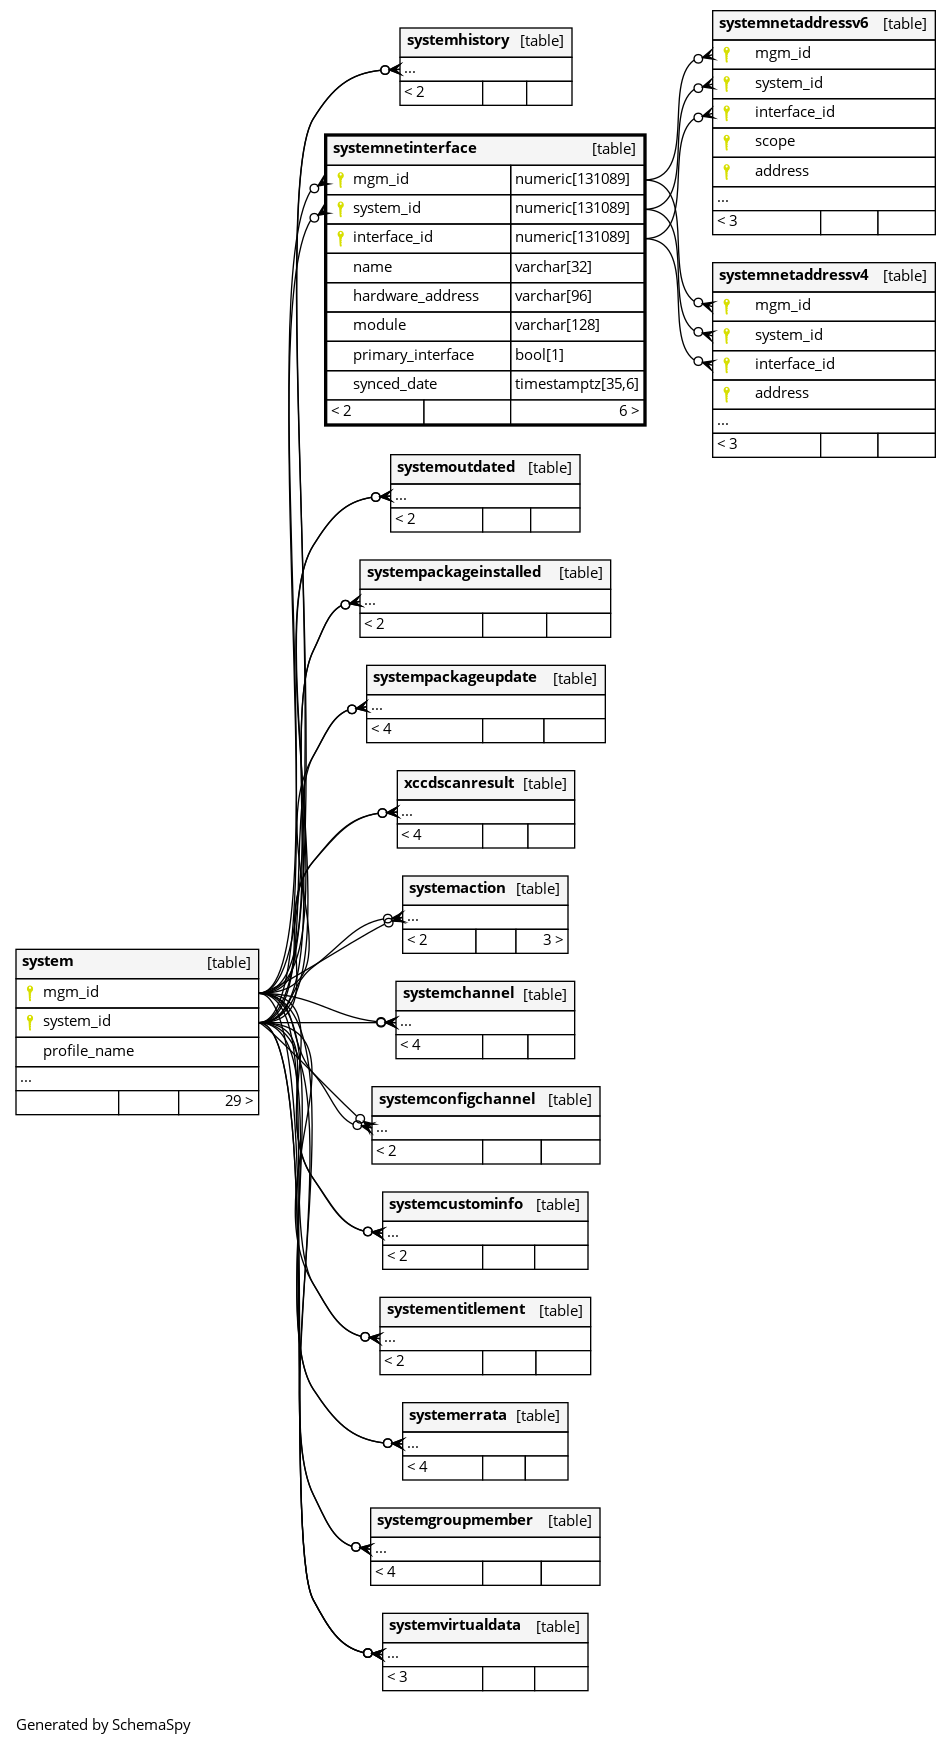 systemhistory [table]
...
< 2
systemnetinterface [table]
mgm_id numeric[131089]
system_id numeric[131089]
interface_id numeric[131089]
name varchar[32]
hardware_address varchar[96]
module varchar[128]
primary_interface bool[1]
synced_date timestamptz[35,6]
< 2 6 >
systemnetaddressv6 [table]
mgm_id
system_id
interface_id
scope
address
...
< 3
systemnetaddressv4 [table]
mgm_id
system_id
interface_id
address
...
< 3
systemoutdated [table]
...
< 2
systempackageinstalled [table]
...
< 2
systempackageupdate [table]
...
< 4
xccdscanresult [table]
...
< 4
systemaction [table]
...
< 2 3 >
system [table]
mgm_id
system_id
profile_name
...
29 >
systemchannel [table]
...
< 4
systemconfigchannel [table]
...
< 2
systemcustominfo [table]
...
< 2
systementitlement [table]
...
< 2
systemerrata [table]
...
< 4
systemgroupmember [table]
...
< 4
systemvirtualdata [table]
...
< 3
Generated by SchemaSpy